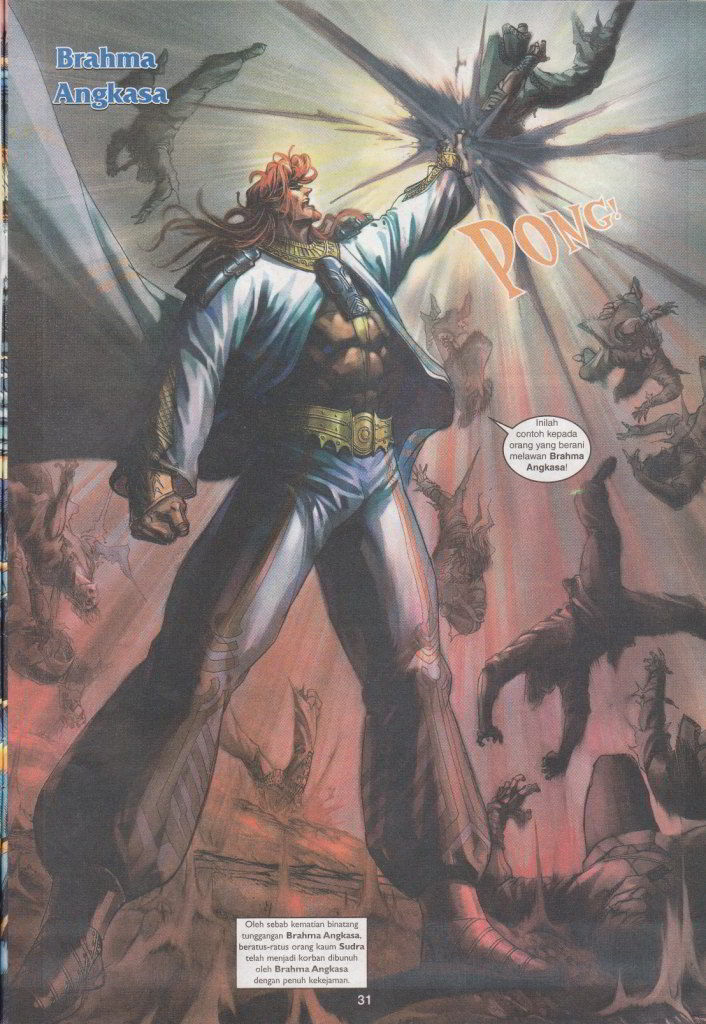 Brahma
Angkasa
PONG!
Inilah
contoh kepada
orang yang berani
melawan Brahma
Angkasa!
Oleh sebab kematian binatang
tunggangan Brahma Angkasa,
beratus-ratus orang kaum Sudra
telah menjadi korban dibunuh
oleh Brahma Angkasa
dengan penuh kekejaman.
31